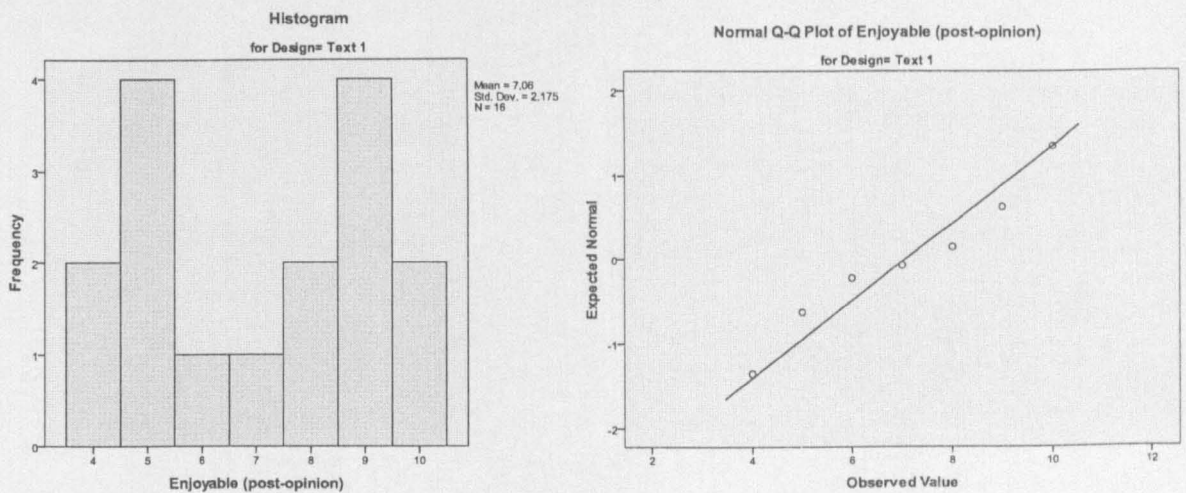 Histogram
for Design= Text 1
Mean = 7,06
Std. Dev. = 2.175
N = 16
4
3
2
1
0
Frequency
4 5 6 7 8 9 10
Enjoyable (post-opinion)
Normal Q-Q Plot of Enjoyable (post-opinion)
for Design= Text 1
2
1
0
-1
-2
Expected Normal
2 4 6 8 10 12
Observed Value